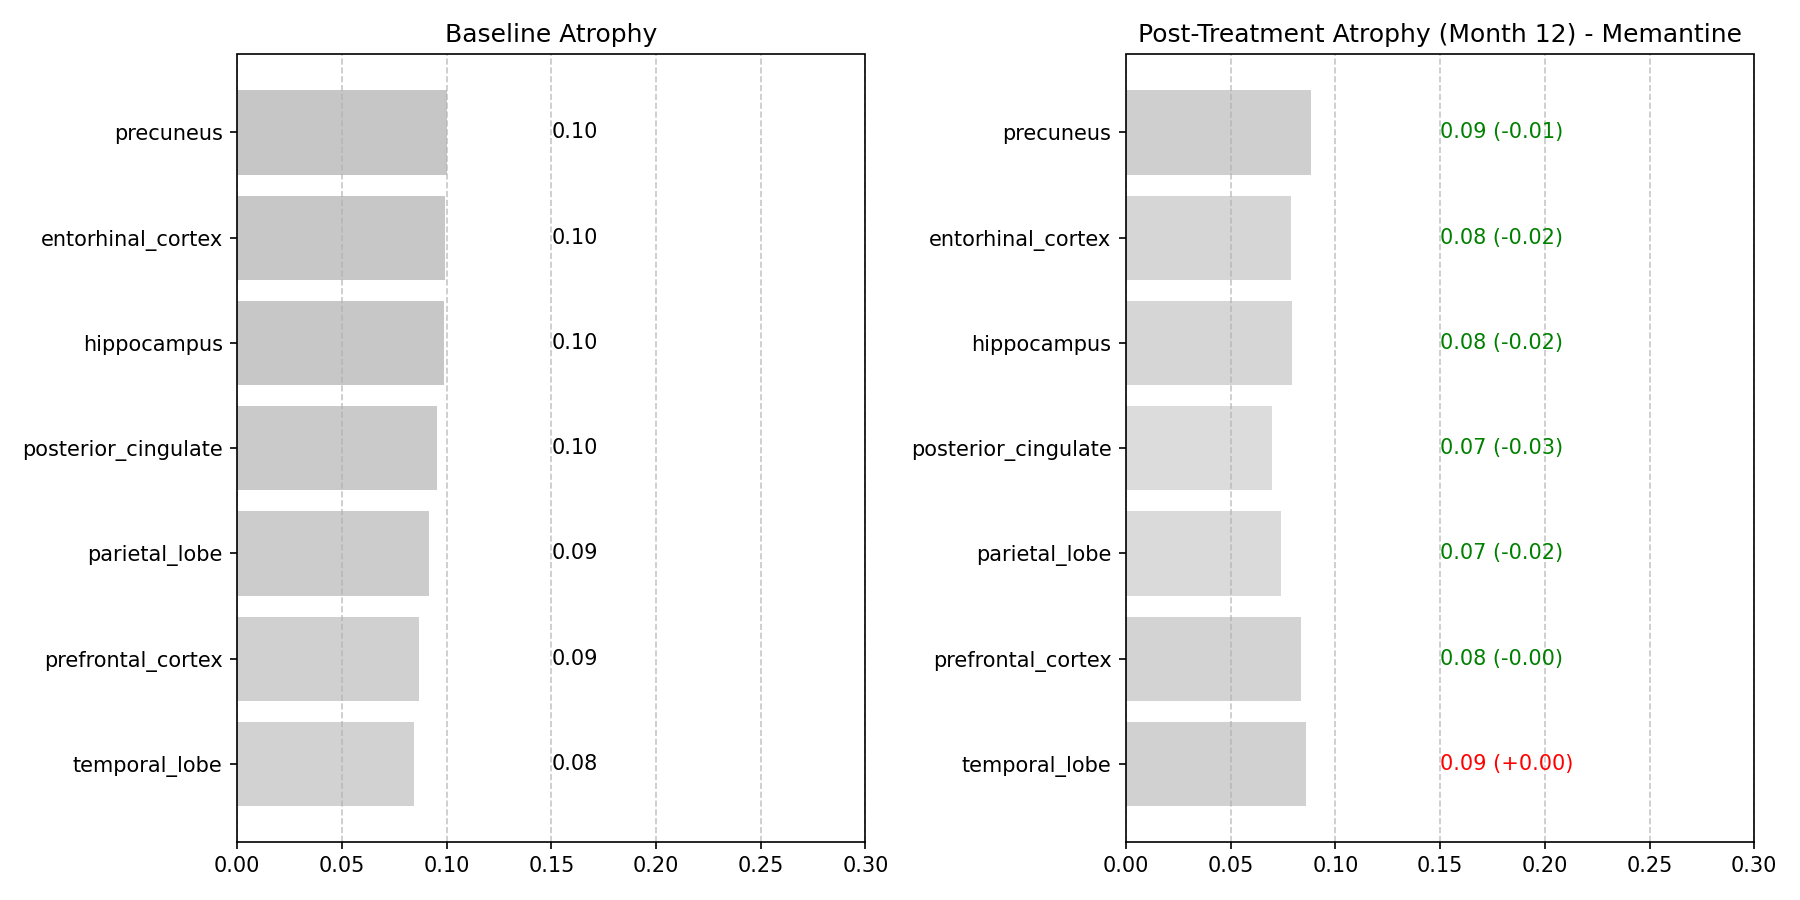 Baseline Atrophy
precuneus
0.10
entorhinal_cortex
0.10
hippocampus
0.10
posterior_cingulate
0.10
parietal_lobe
0.09
prefrontal_cortex
0.09
temporal_lobe
0.08
0.00 0.05 0.10 0.15 0.20 0.25 0.30
Post-Treatment Atrophy (Month 12) - Memantine
precuneus
0.09 (-0.01)
entorhinal_cortex
0.08 (-0.02)
hippocampus
0.08 (-0.02)
posterior_cingulate
0.07 (-0.03)
parietal_lobe
0.07 (-0.02)
prefrontal_cortex
0.08 (-0.00)
temporal_lobe
0.09 (+0.00)
0.00 0.05 0.10 0.15 0.20 0.25 0.30